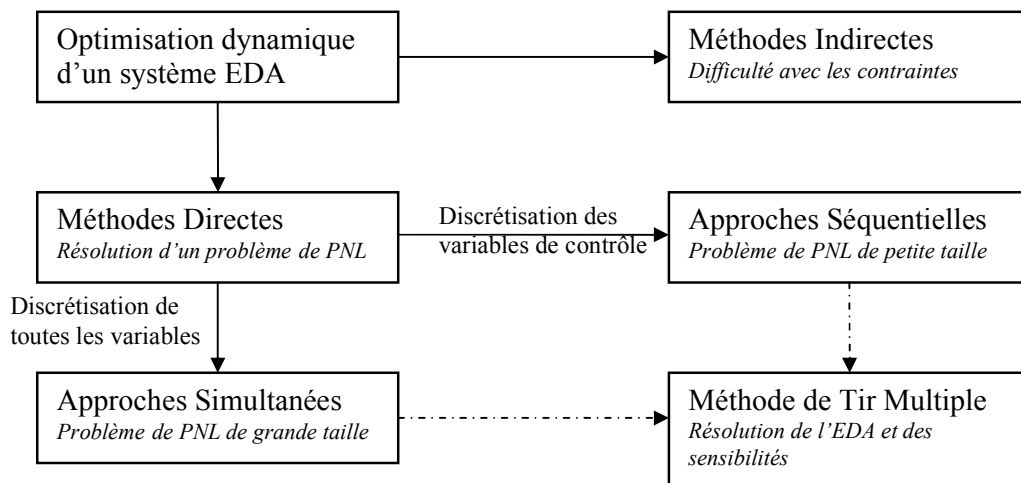 Optimisation dynamique
d’un système EDA
Méthodes Indirectes
Difficulté avec les contraintes
Méthodes Directes
Résolution d’un problème de PNL
Discrétisation des
variables de contrôle
Approches Séquentielles
Problème de PNL de petite taille
Discrétisation de
toutes les variables
Approches Simultanées
Problème de PNL de grande taille
Méthode de Tir Multiple
Résolution de l’EDA et des
sensibilités